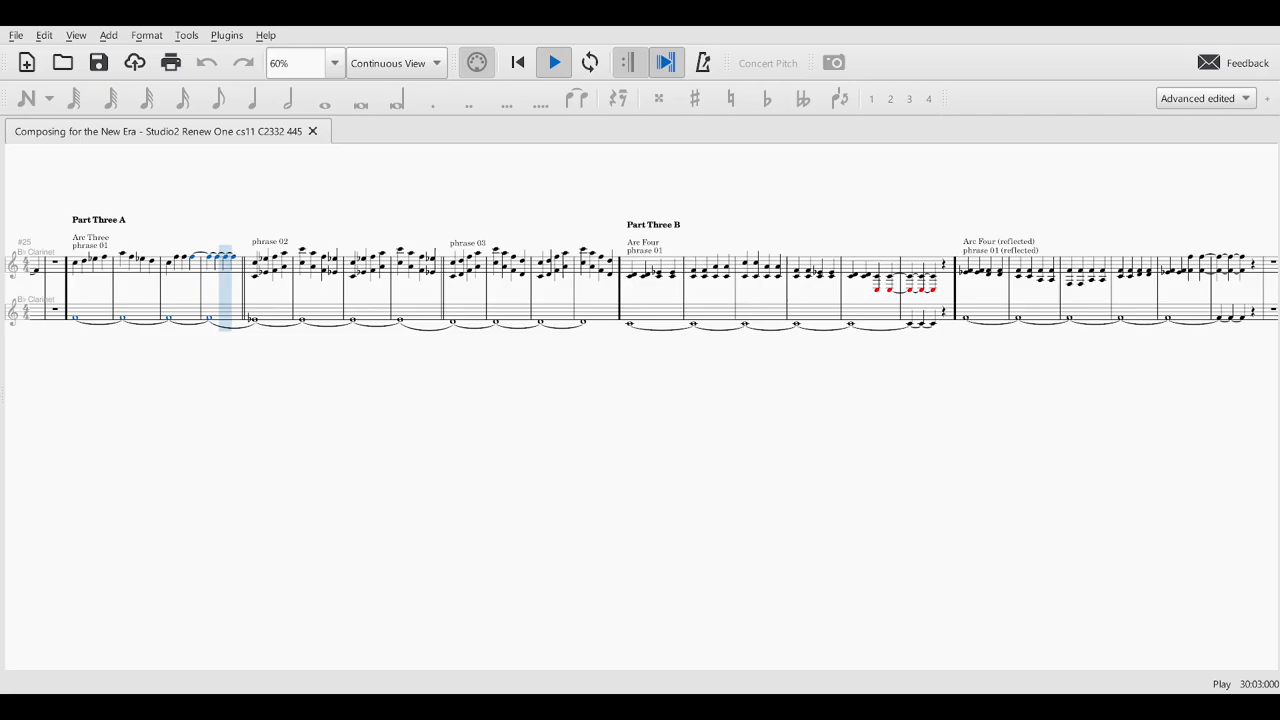 File Edit View Add Format Tools Plugins Help
60% Continuous View Concert Pitch Feedback
1 2 3 4 Advanced edited +
Composing for the New Era - Studio2 Renew One cs11 C2332 445
Part Three A
Part Three B
Arc Three
phrase 01
phrase 02
phrase 03
Arc Four
phrase 01
Arc Four (reflected)
phrase 01 (reflected)
#25
B♭ Clarinet
B♭ Clarinet
Play 30:03:000